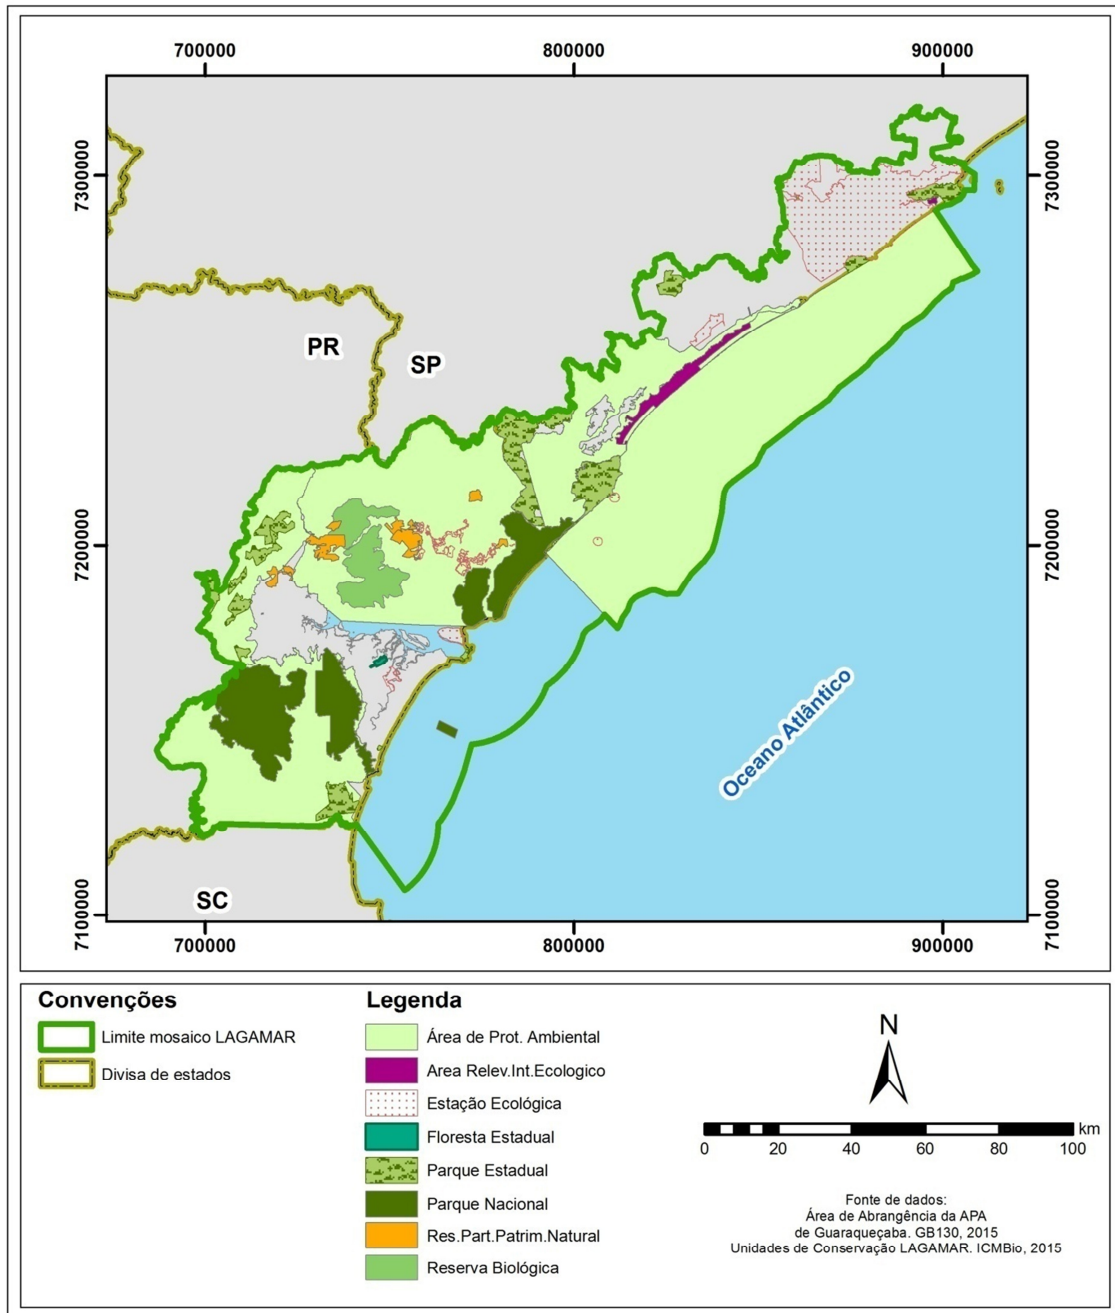 700000 800000 900000
7300000 7300000
PR
SP
7200000 7200000
Oceano Atlântico
SC
7100000 7100000
700000 800000 900000
Convenções
Limite mosaico LAGAMAR
Divisa de estados
Legenda
Área de Prot. Ambiental
Area Relev.Int.Ecologico
Estação Ecológica
Floresta Estadual
Parque Estadual
Parque Nacional
Res.Part.Patrim.Natural
Reserva Biológica
N
km
0 20 40 60 80 100
Fonte de dados:
Área de Abrangência da APA
de Guaraqueçaba. GB130, 2015
Unidades de Conservação LAGAMAR. ICMBio, 2015